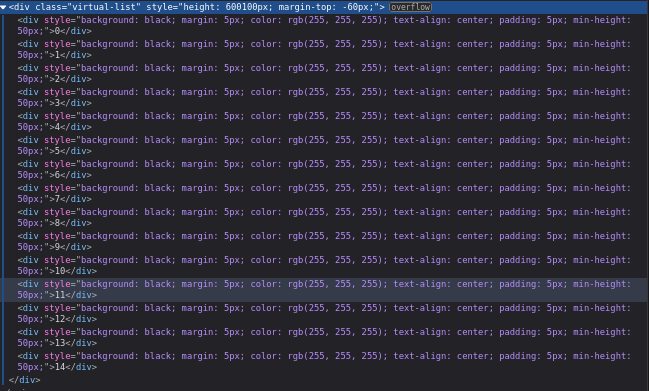 <div class="virtual-list" style="height: 600100px; margin-top: -60px;"> overflow
<div style="background: black; margin: 5px; color: rgb(255, 255, 255); text-align: center; padding: 5px; min-height:
50px;">0</div>
<div style="background: black; margin: 5px; color: rgb(255, 255, 255); text-align: center; padding: 5px; min-height:
50px;">1</div>
<div style="background: black; margin: 5px; color: rgb(255, 255, 255); text-align: center; padding: 5px; min-height:
50px;">2</div>
<div style="background: black; margin: 5px; color: rgb(255, 255, 255); text-align: center; padding: 5px; min-height:
50px;">3</div>
<div style="background: black; margin: 5px; color: rgb(255, 255, 255); text-align: center; padding: 5px; min-height:
50px;">4</div>
<div style="background: black; margin: 5px; color: rgb(255, 255, 255); text-align: center; padding: 5px; min-height:
50px;">5</div>
<div style="background: black; margin: 5px; color: rgb(255, 255, 255); text-align: center; padding: 5px; min-height:
50px;">6</div>
<div style="background: black; margin: 5px; color: rgb(255, 255, 255); text-align: center; padding: 5px; min-height:
50px;">7</div>
<div style="background: black; margin: 5px; color: rgb(255, 255, 255); text-align: center; padding: 5px; min-height:
50px;">8</div>
<div style="background: black; margin: 5px; color: rgb(255, 255, 255); text-align: center; padding: 5px; min-height:
50px;">9</div>
<div style="background: black; margin: 5px; color: rgb(255, 255, 255); text-align: center; padding: 5px; min-height:
50px;">10</div>
<div style="background: black; margin: 5px; color: rgb(255, 255, 255); text-align: center; padding: 5px; min-height:
50px;">11</div>
<div style="background: black; margin: 5px; color: rgb(255, 255, 255); text-align: center; padding: 5px; min-height:
50px;">12</div>
<div style="background: black; margin: 5px; color: rgb(255, 255, 255); text-align: center; padding: 5px; min-height:
50px;">13</div>
<div style="background: black; margin: 5px; color: rgb(255, 255, 255); text-align: center; padding: 5px; min-height:
50px;">14</div>
</div>